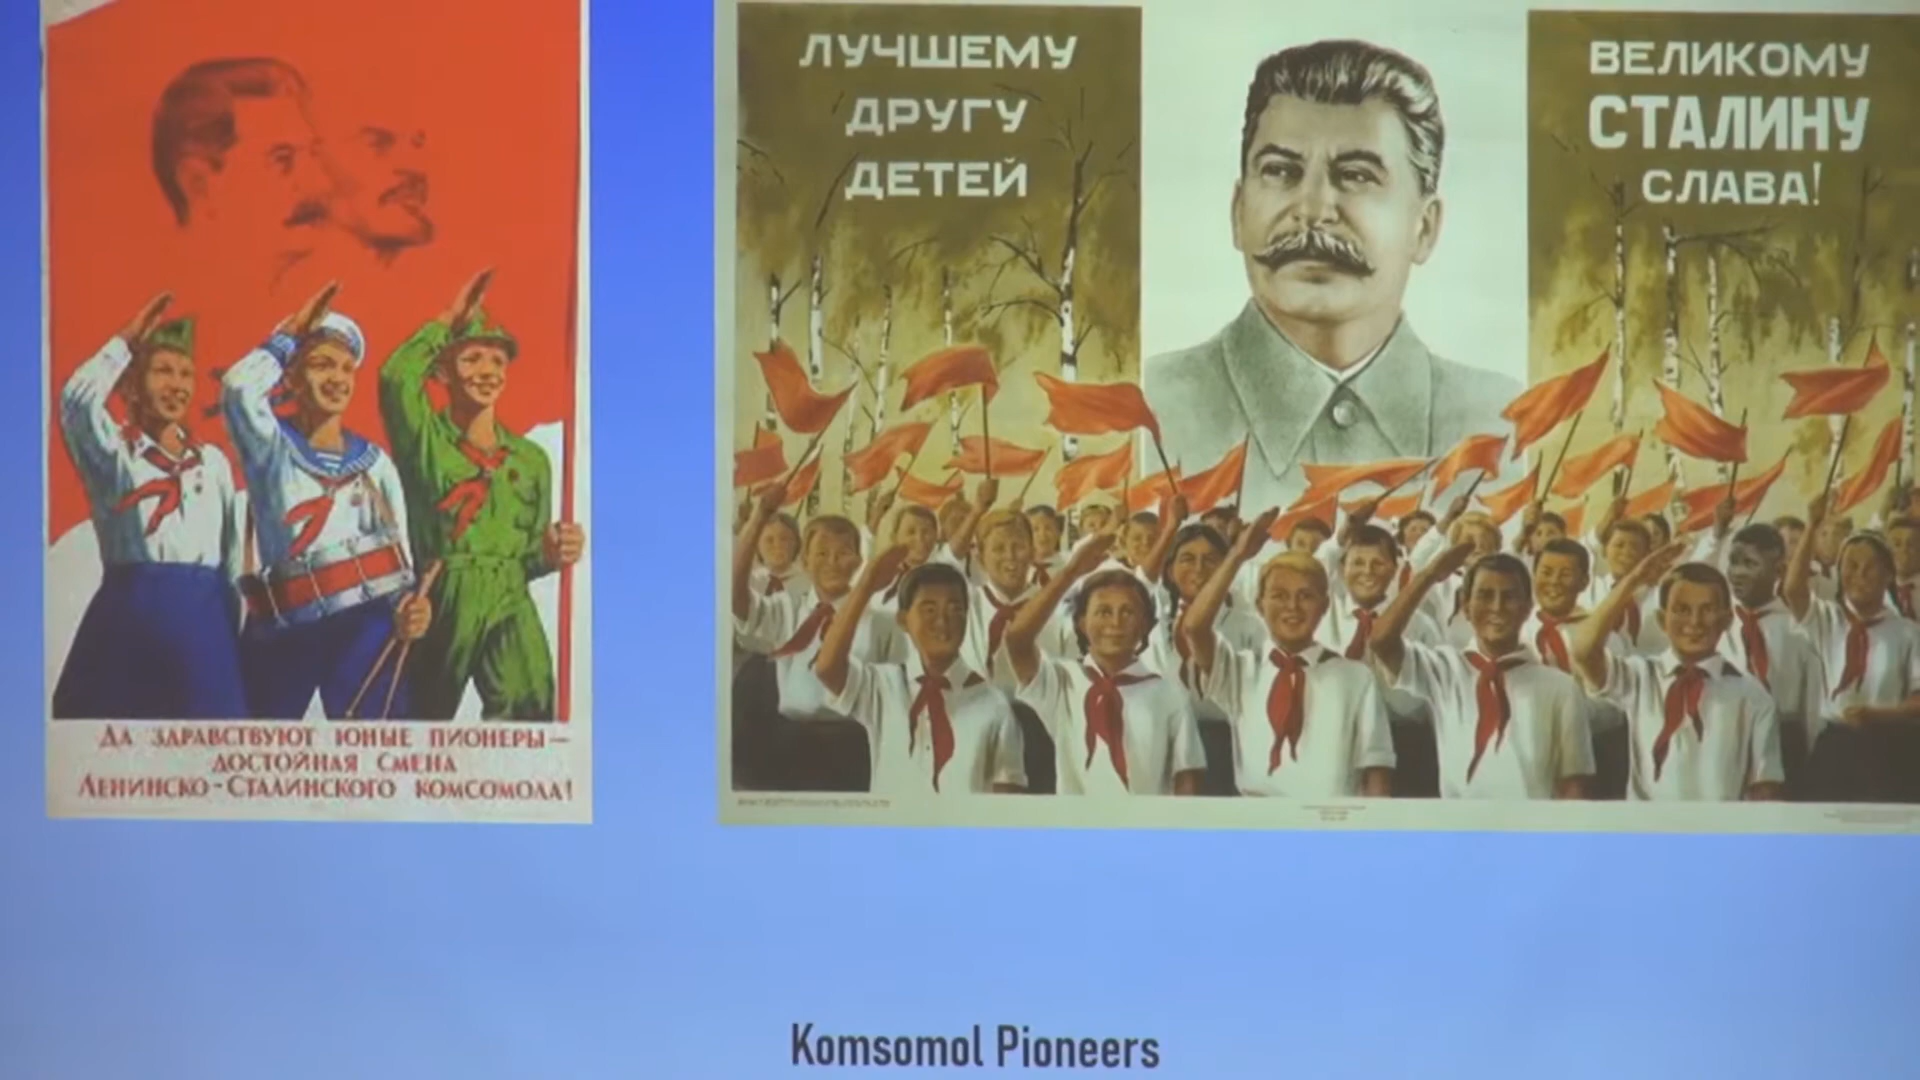 ЛУЧШЕМУ
ДРУГУ
ДЕТЕЙ
ВЕЛИКОМУ
СТАЛИНУ
СЛАВА!
ДА ЗДРАВСТВУЮТ ЮНЫЕ ПИОНЕРЫ—
ДОСТОЙНАЯ СМЕНА
ЛЕНИНСКО-СТАЛИНСКОГО КОМСОМОЛА!
Komsomol Pioneers